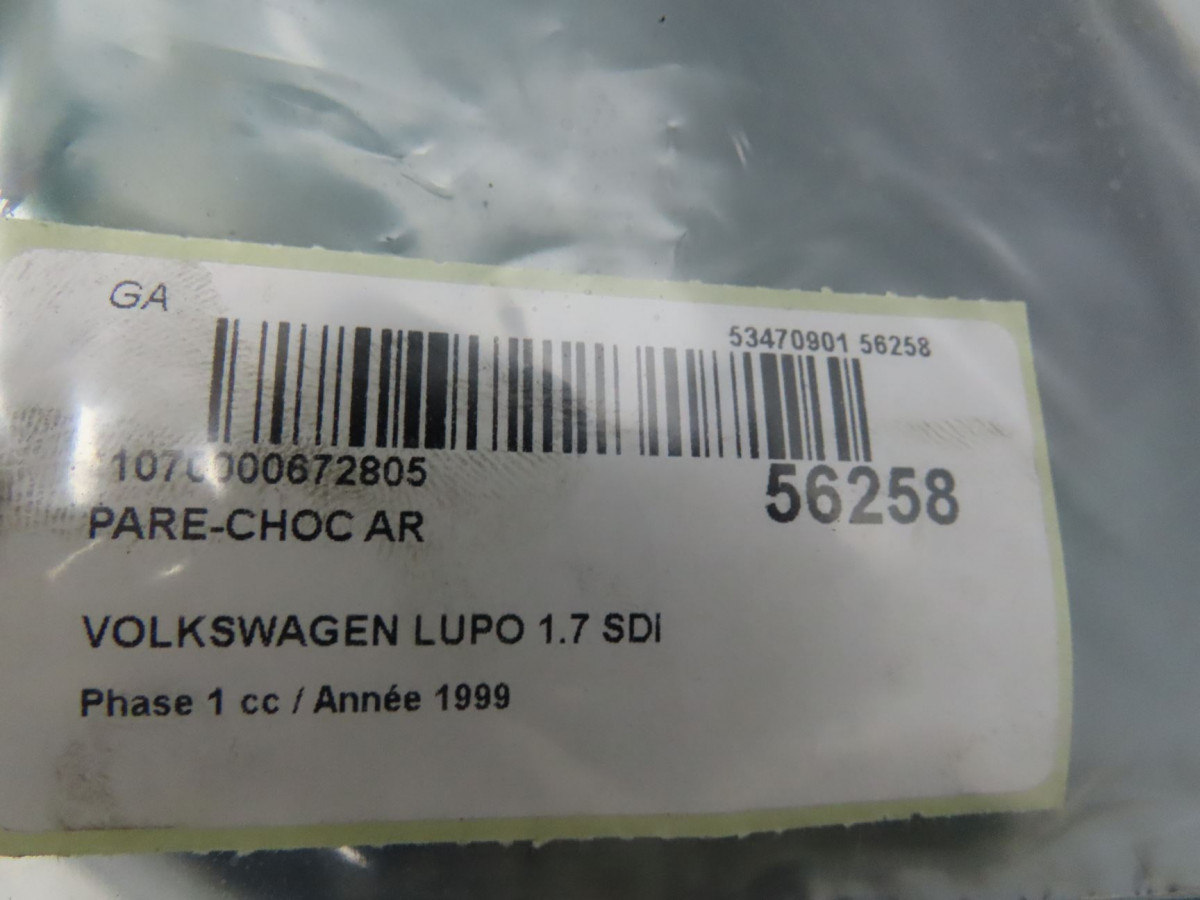 GA
53470901 56258
56258
PARE-CHOC AR
VOLKSWAGEN LUPO 1.7 SDI
Phase 1 cc / Année 1999